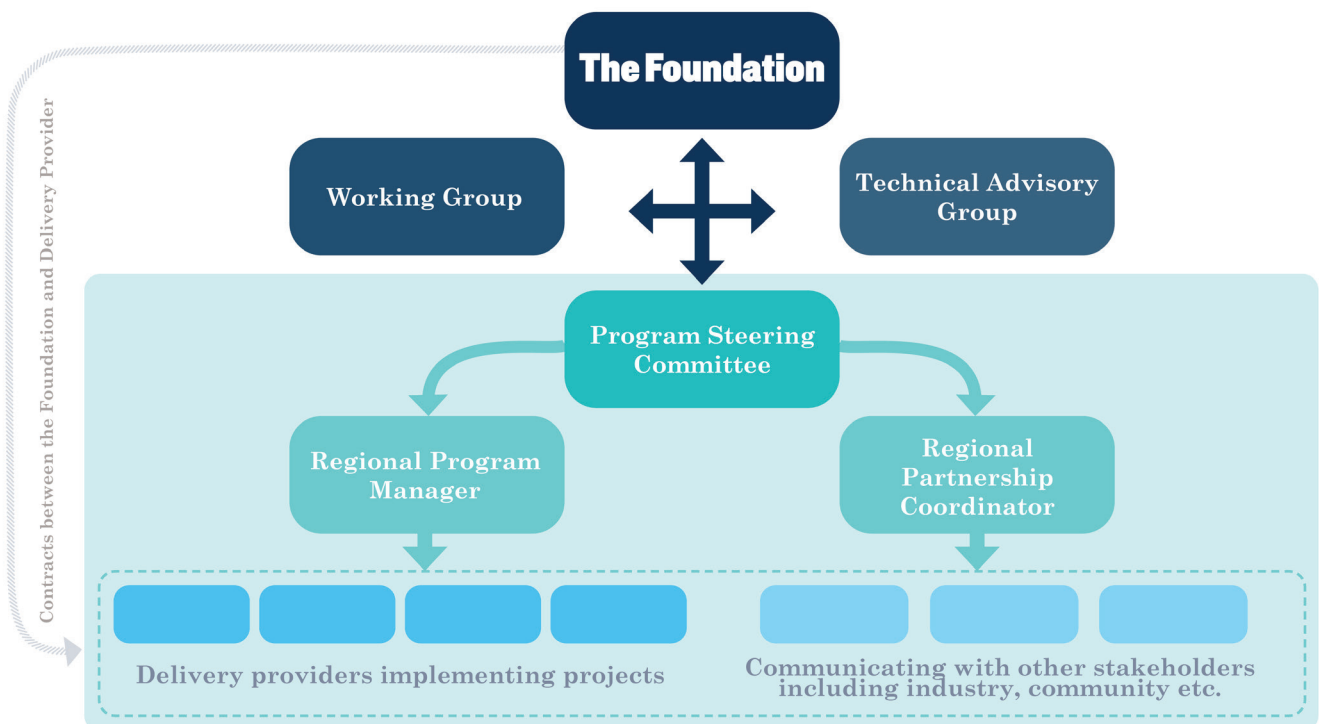 The Foundation
Working Group
Technical Advisory
Group
Contracts between the Foundation and Delivery Provider
Program Steering
Committee
Regional Program
Manager
Regional
Partnership
Coordinator
Delivery providers implementing projects
Communicating with other stakeholders
including industry, community etc.